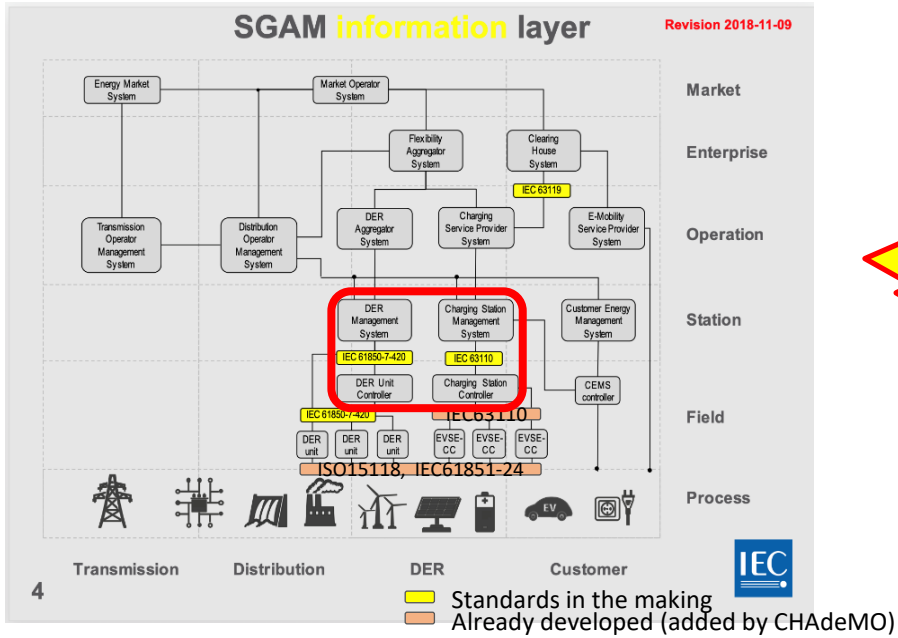 SGAM information layer
Revision 2018-11-09
Energy Market
System
Market Operator
System
Market
Flexibility
Aggregator
System
Clearing
House
System
Enterprise
IEC 63119
Transmission
Operator
Management
System
Distribution
Operator
Management
System
DER
Aggregator
System
Charging
Service Provider
System
E-Mobility
Service Provider
System
Operation
DER
Management
System
Charging Station
Management
System
Customer Energy
Management
System
Station
IEC 61850-7-420
IEC 63110
DER Unit
Controller
Charging Station
Controller
CEMS
controller
IEC 61850-7-420
IEC63110
Field
DER
unit
DER
unit
DER
unit
EVSE-
CC
EVSE-
CC
EVSE-
CC
ISO15118, IEC61851-24
EV
Process
Transmission
Distribution
DER
Customer
IEC
4
Standards in the making
Already developed (added by CHAdeMO)